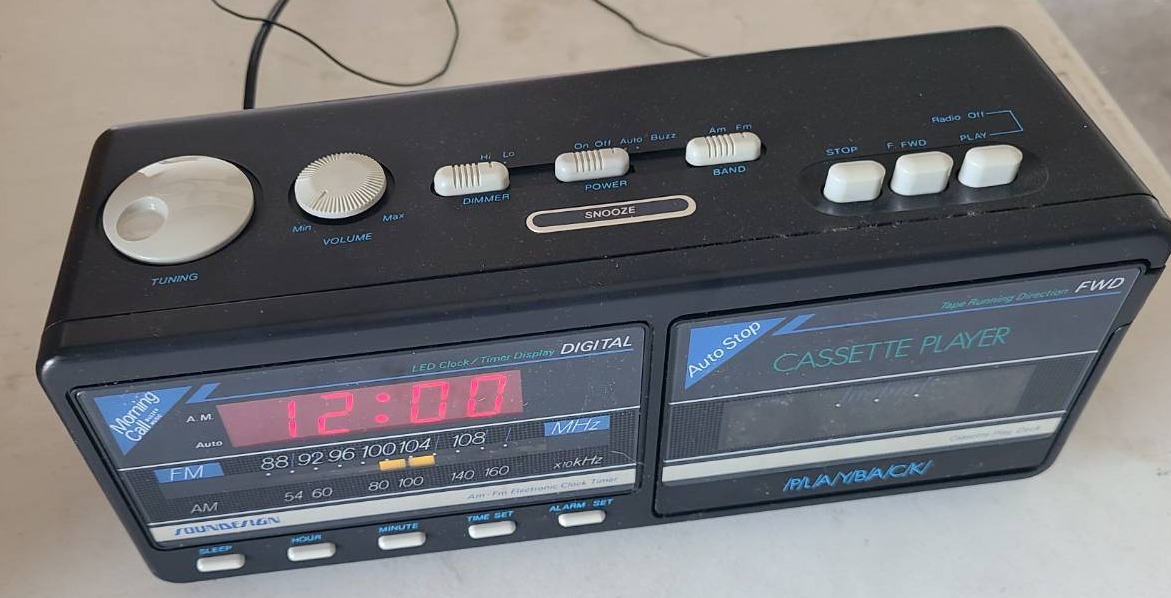 Radio Off
Hi Lo
On Off Auto Buzz
Am Fm
STOP
F. FWD
PLAY
DIMMER
POWER
BAND
SNOOZE
Min
Max
VOLUME
TUNING
Morning
Call
LED Clock/Timer Display DIGITAL
A.M.
12:00
Auto
FM
88 92 96 100 104 108
MHz
AM
54 60 80 100 140 160
x10kHz
Am-Fm Electronic Clock Timer
SOUNDESIGN
SLEEP
HOUR
MINUTE
TIME SET
ALARM SET
Auto Stop
Tape Running Direction FWD
CASSETTE PLAYER
/PLAYBACK/